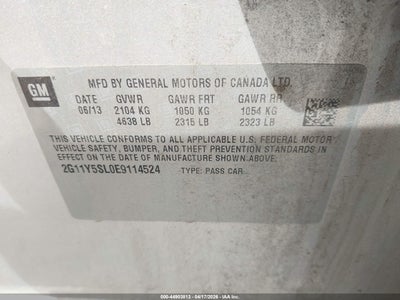 GM
MFD BY GENERAL MOTORS OF CANADA LTD.
DATE GVWR GAWR FRT GAWR RR
06/13 2104 KG 1050 KG 1054 KG
4638 LB 2315 LB 2323 LB
THIS VEHICLE CONFORMS TO ALL APPLICABLE U.S. FEDERAL MOTOR
VEHICLE SAFETY, BUMPER, AND THEFT PREVENTION STANDARDS IN
EFFECT ON THE DATE OF MANUFACTURE SHOWN ABOVE.
2G11Y5SL0E9114524 TYPE: PASS CAR
000-44903013 - 04/17/2026 - IAAI.COM